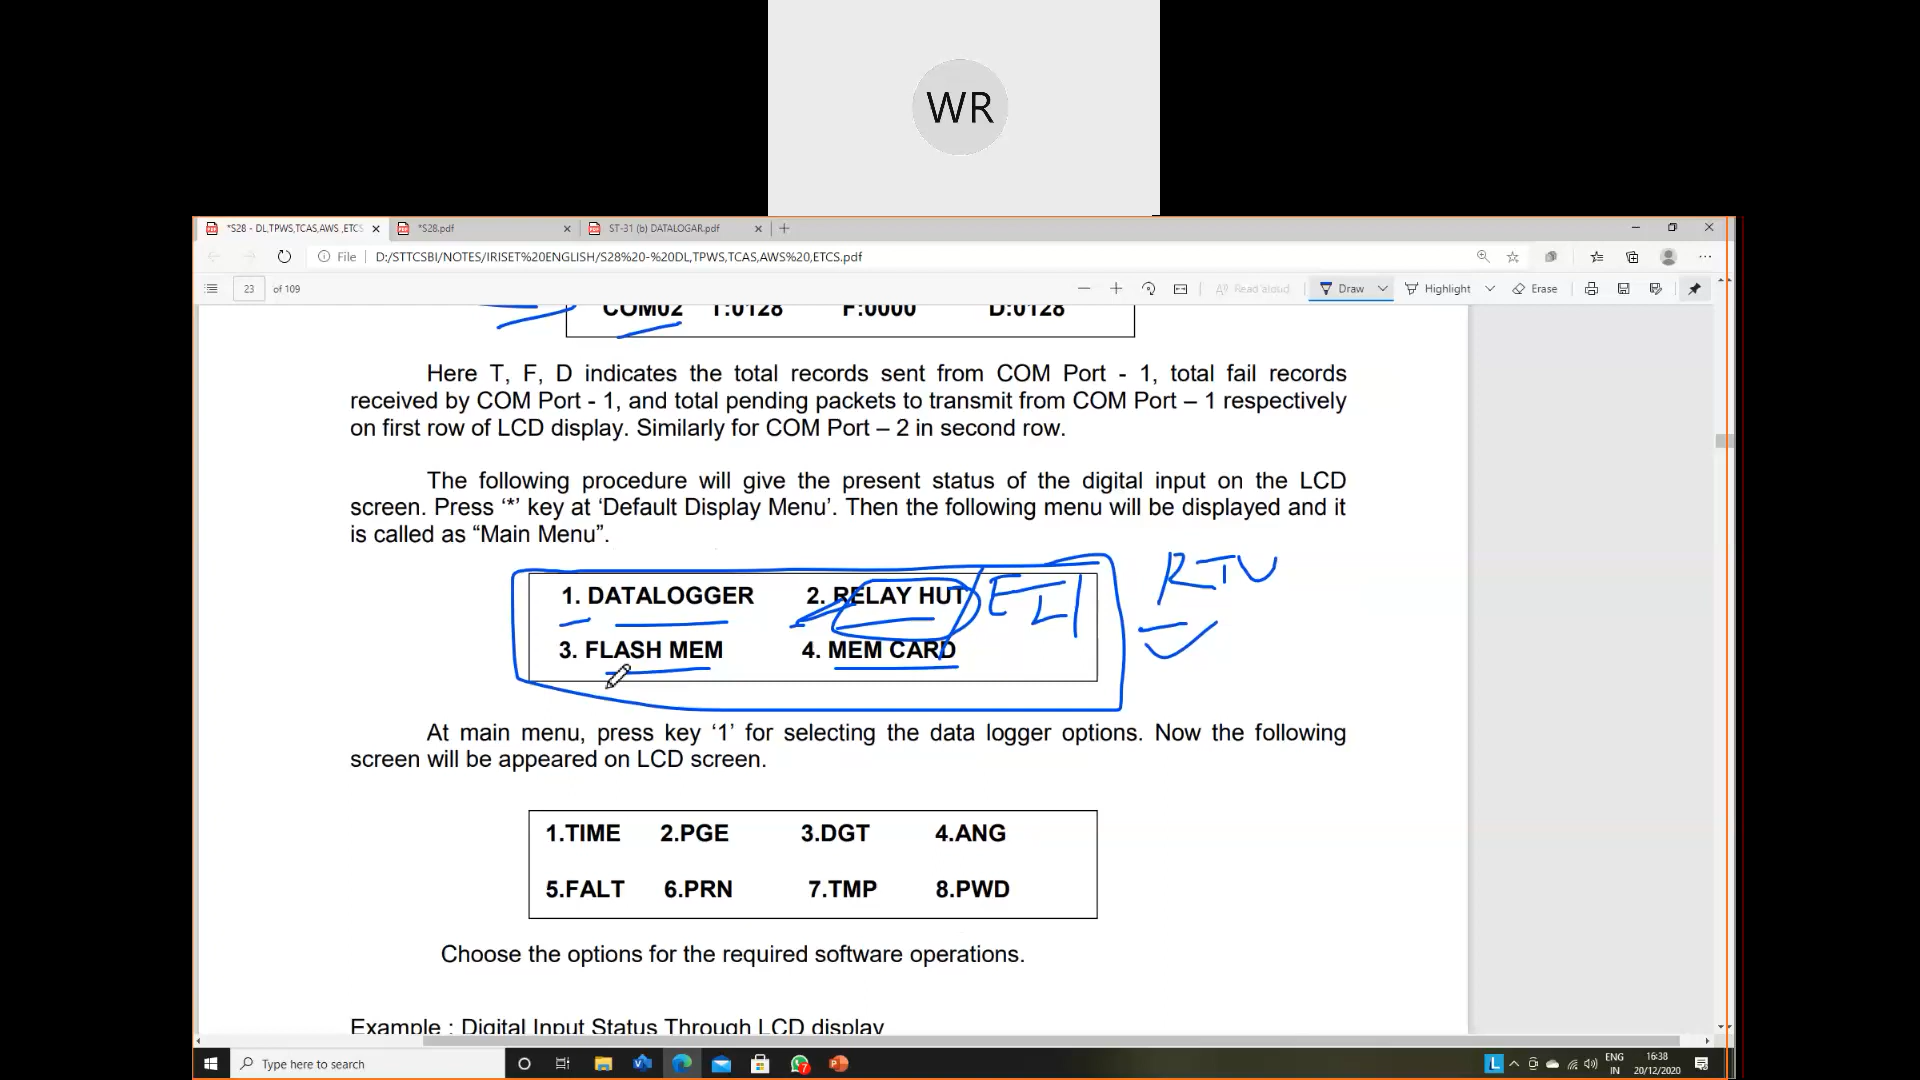 WR
*S28 - DL,TPWS,TCAS,AWS ,ETCS
*S28.pdf
ST-31 (b) DATALOGAR.pdf
File D:/STTCSBI/NOTES/IRISET%20ENGLISH/S28%20-%20DL,TPWS,TCAS,AWS%20,ETCS.pdf
23 of 109 Read aloud Draw Highlight Erase
COM02 T:0128 F:0000 D:0128
Here T, F, D indicates the total records sent from COM Port - 1, total fail records
received by COM Port - 1, and total pending packets to transmit from COM Port – 1 respectively
on first row of LCD display. Similarly for COM Port – 2 in second row.
The following procedure will give the present status of the digital input on the LCD
screen. Press ‘*’ key at ‘Default Display Menu’. Then the following menu will be displayed and it
is called as “Main Menu”.
RTU
1. DATALOGGER 2. RELAY HUT
3. FLASH MEM 4. MEM CARD
At main menu, press key ‘1’ for selecting the data logger options. Now the following
screen will be appeared on LCD screen.
1.TIME 2.PGE 3.DGT 4.ANG
5.FALT 6.PRN 7.TMP 8.PWD
Choose the options for the required software operations.
Example : Digital Input Status Through LCD display
Type here to search
7
L
ENG
IN
16:38
20/12/2020